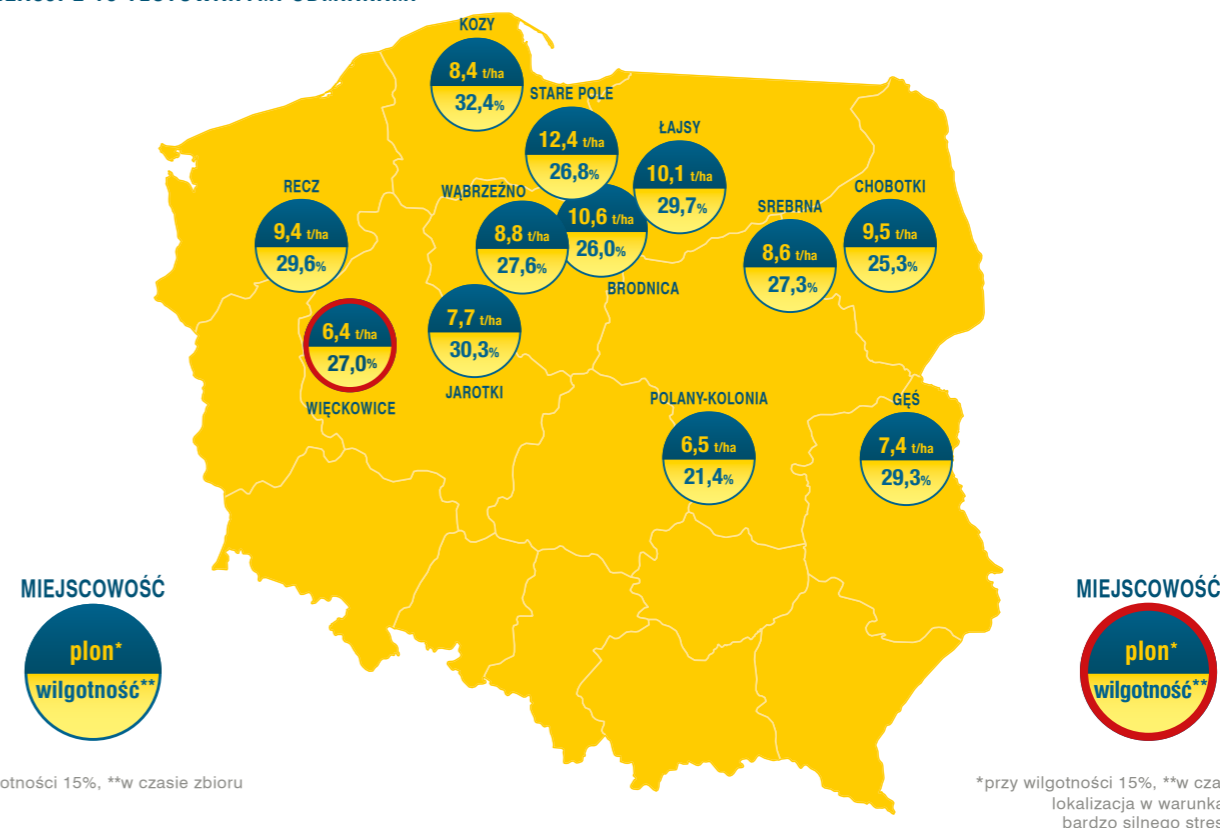 KOZY
8,4 t/ha
32,4%
STARE POLE
12,4 t/ha
26,8%
ŁAJSY
10,1 t/ha
29,7%
RECZ
9,4 t/ha
29,6%
WĄBRZEŹNO
8,8 t/ha
27,6%
10,6 t/ha
26,0%
BRODNICA
SREBRNA
8,6 t/ha
27,3%
CHOBOTKI
9,5 t/ha
25,3%
6,4 t/ha
27,0%
WIĘCKOWICE
7,7 t/ha
30,3%
JAROTKI
POLANY-KOLONIA
6,5 t/ha
21,4%
GĘŚ
7,4 t/ha
29,3%
MIEJSCOWOŚĆ
plon*
wilgotność**
15%, **w czasie zbioru
MIEJSCOWOŚĆ
plon*
wilgotność**
*przy wilgotności 15%, **w
lokalizacja w
bardzo silnego